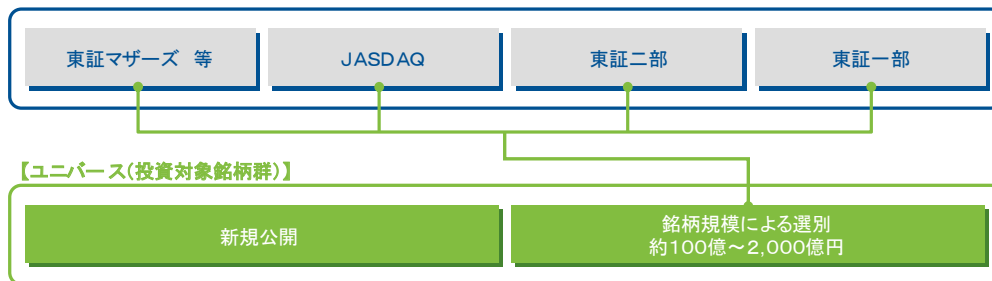 東証マザーズ 等
JASDAQ
東証二部
東証一部
【ユニバース(投資対象銘柄群)】
新規公開
銘柄規模による選別
約100億～2,000億円